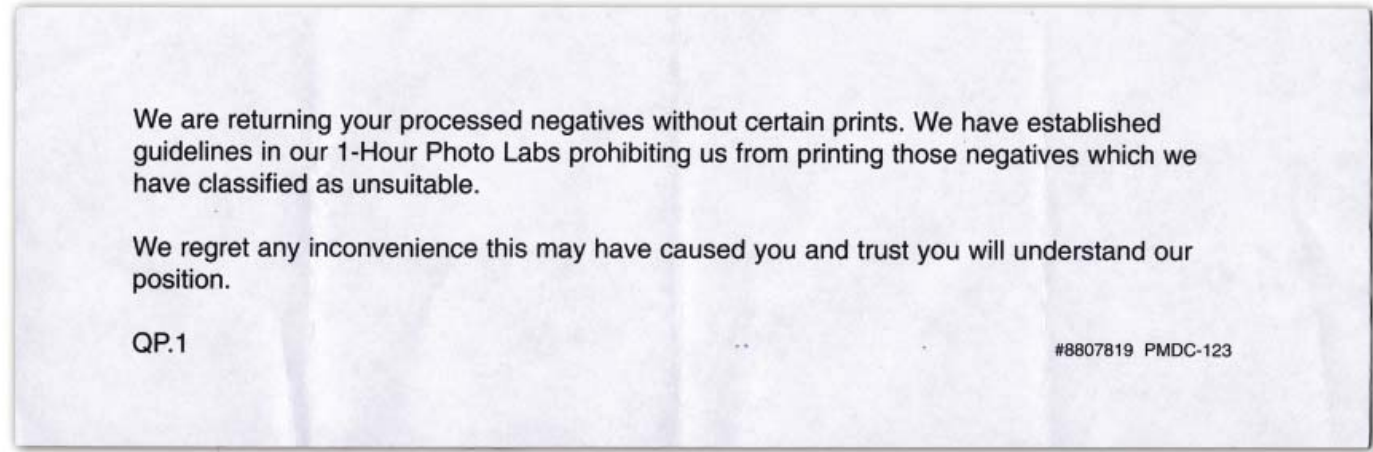 We are returning your processed negatives without certain prints. We have established
guidelines in our 1-Hour Photo Labs prohibiting us from printing those negatives which we
have classified as unsuitable.
We regret any inconvenience this may have caused you and trust you will understand our
position.
QP.1 #8807819 PMDC-123